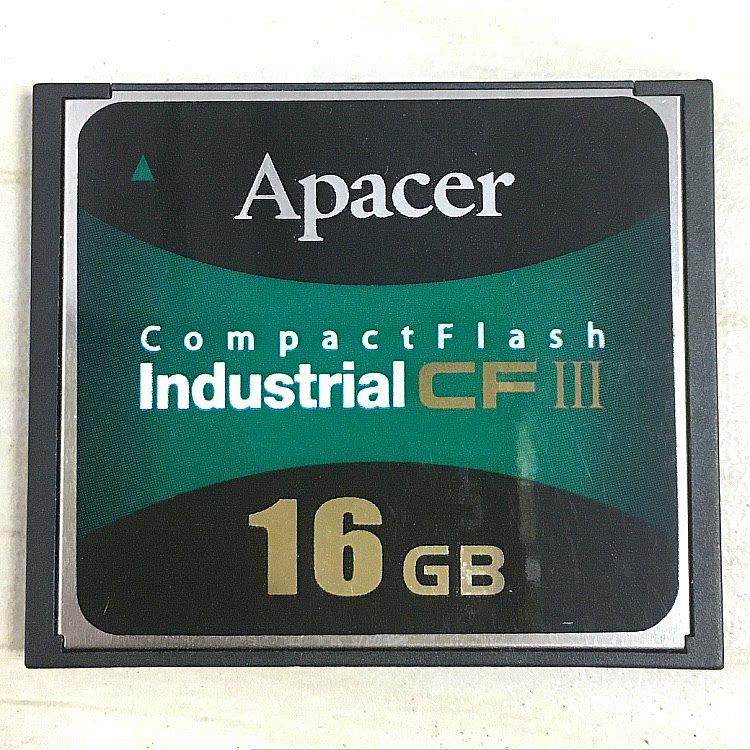 Apacer
CompactFlash
Industrial CF III
16 GB